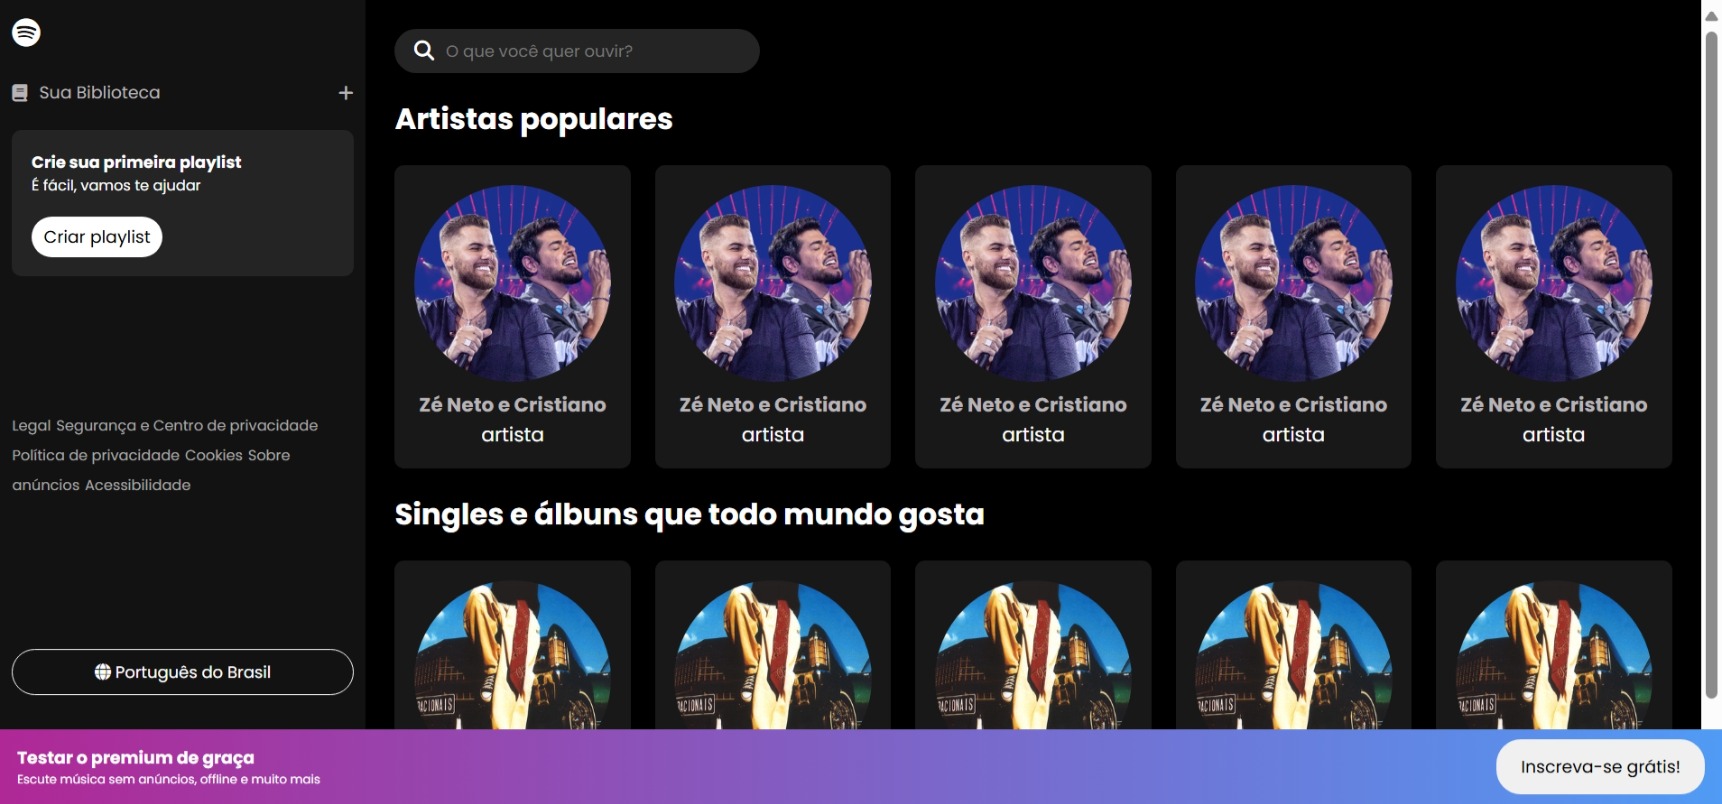 Sua Biblioteca
Crie sua primeira playlist
É fácil, vamos te ajudar
Criar playlist
Legal Segurança e Centro de privacidade
Política de privacidade Cookies Sobre
anúncios Acessibilidade
Português do Brasil
O que você quer ouvir?
Artistas populares
Zé Neto e Cristiano Zé Neto e Cristiano Zé Neto e Cristiano Zé Neto e Cristiano Zé Neto e Cristiano
artista artista artista artista artista
Singles e álbuns que todo mundo gosta
RACIONAIS RACIONAIS RACIONAIS RACIONAIS RACIONAIS
Testar o premium de graça
Escute música sem anúncios, offline e muito mais
Inscreva-se grátis!